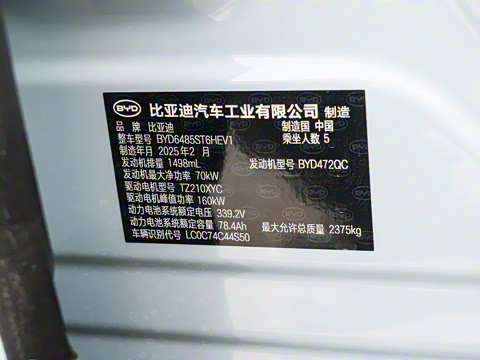 BYD 比亚迪汽车工业有限公司 制造
品牌 比亚迪 制造国 中国
整车型号 BYD6485ST6HEV1 乘坐人数 5
制造年月 2025年2月
发动机排量 1498mL 发动机型号 BYD472QC
发动机最大净功率 70kW
驱动电机型号 TZ210XYC
驱动电机峰值功率 160kW
动力电池系统额定电压 339.2V
动力电池系统额定容量 78.4Ah 最大允许总质量 2375kg
车辆识别代号 LC0C74C44S50